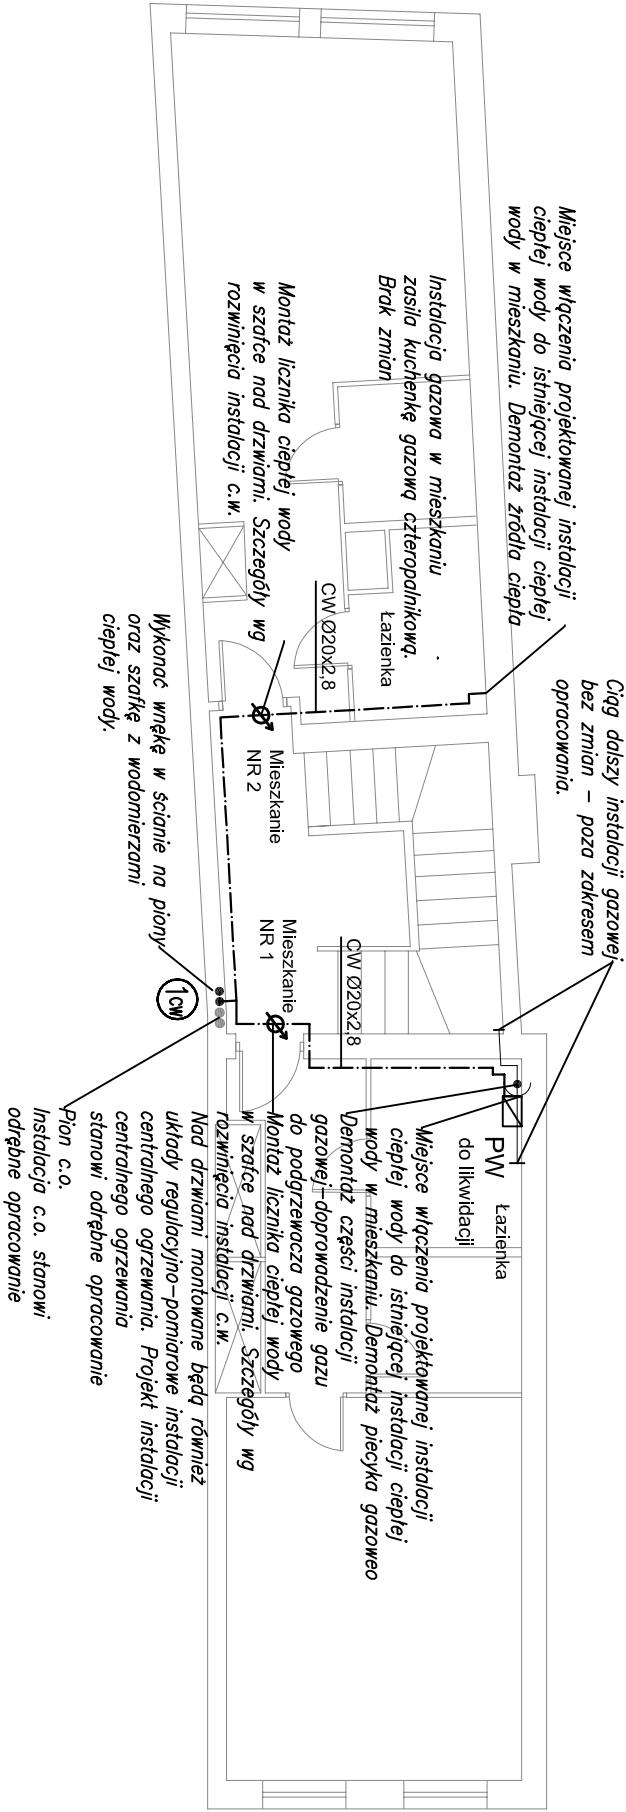 Miejsce włączenia projektowanej instalacji
ciepłej wody do istniejącej instalacji ciepłej
wody w mieszkaniu. Demontaż źródła ciepła
Instalacja gazowa w mieszkaniu
zasila kuchenkę gazową czteropalnikową.
Brak zmian
Montaż licznika ciepłej wody
w szafce nad drzwiami. Szczegóły wg
rozwinięcia instalacji c.w.
Łazienka
CW Ø20x2,8
Ciąg dalszy instalacji gazowej
bez zmian – poza zakresem
opracowania.
Wykonać wnękę w ścianie na piony
oraz szafkę z wodomierzami
ciepłej wody.
Mieszkanie
NR 2
Mieszkanie
NR 1
CW Ø20x2,8
1cw
Łazienka
PW
do likwidacji
Miejsce włączenia projektowanej instalacji
ciepłej wody do istniejącej instalacji ciepłej
wody w mieszkaniu. Demontaż piecyka gazoweo
Demontaż części instalacji
gazowej doprowadzenie gazu
do podgrzewacza gazowego
Montaż licznika ciepłej wody
w szafce nad drzwiami. Szczegóły wg
rozwinięcia instalacji c.w.
Nad drzwiami montowane będą również
układy regulacyjno–pomiarowe instalacji
centralnego ogrzewania. Projekt instalacji
centralnego ogrzewania
stanowi odrębne opracowanie
Pion c.o.
Instalacja c.o. stanowi
odrębne opracowanie